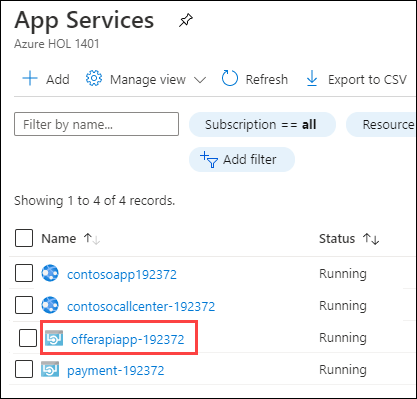 App Services
Azure HOL 1401
Add Manage view Refresh Export to CSV
Filter by name... Subscription == all Resource
Add filter
Showing 1 to 4 of 4 records.
Name Status
contosoapp192372 Running
contosocallcenter-192372 Running
offerapiapp-192372 Running
payment-192372 Running